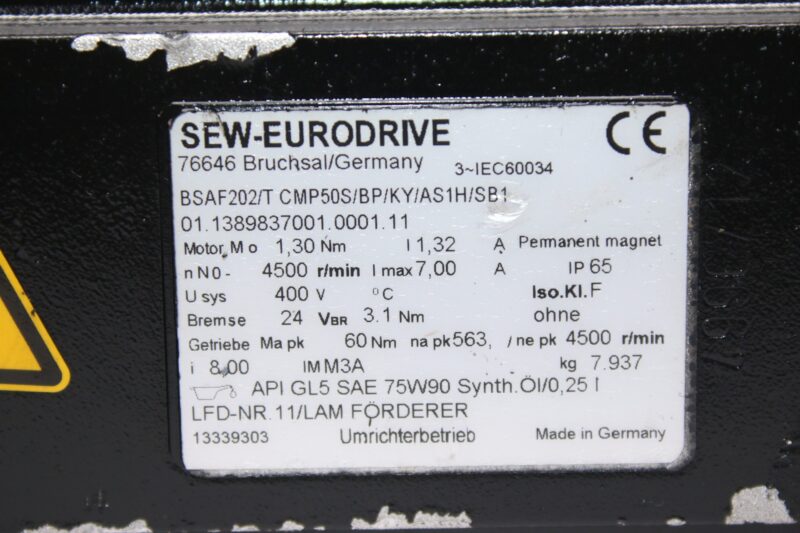 SEW-EURODRIVE CE
76646 Bruchsal/Germany 3~IEC60034
BSAF202/T CMP50S/BP/KY/AS1H/SB1
01.1389837001.0001.11
Motor M o 1,30 Nm I 1,32 A Permanent magnet
n N0- 4500 r/min I max 7,00 A IP 65
U sys 400 V °C Iso.Kl. F
Bremse 24 VBR 3.1 Nm ohne
Getriebe Ma pk 60 Nm na pk 563, / ne pk 4500 r/min
i 8,00 IM M3A kg 7.937
API GL5 SAE 75W90 Synth.Öl/0,25 l
LFD-NR.11/LAM FÖRDERER
13339303 Umrichterbetrieb Made in Germany